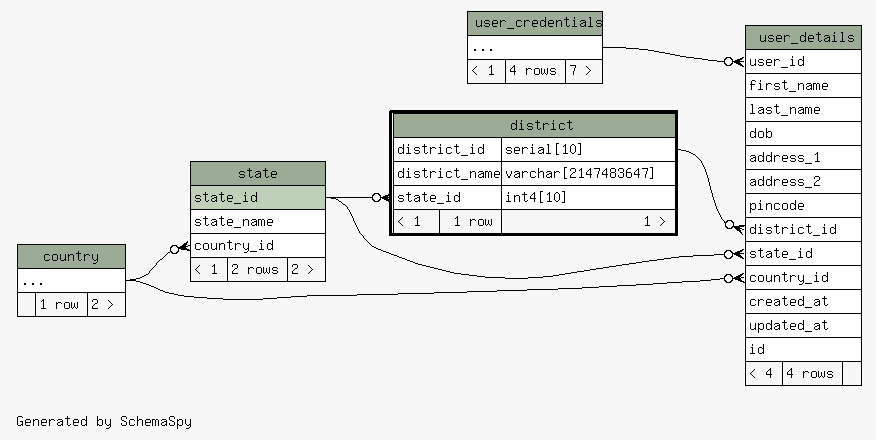 user_credentials
...
< 1 4 rows 7 >
user_details
user_id
first_name
last_name
dob
address_1
address_2
pincode
district_id
state_id
country_id
created_at
updated_at
id
< 4 4 rows
district
district_id serial[10]
district_name varchar[2147483647]
state_id int4[10]
< 1 1 row 1 >
state
state_id
state_name
country_id
< 1 2 rows 2 >
country
...
1 row 2 >
Generated by SchemaSpy